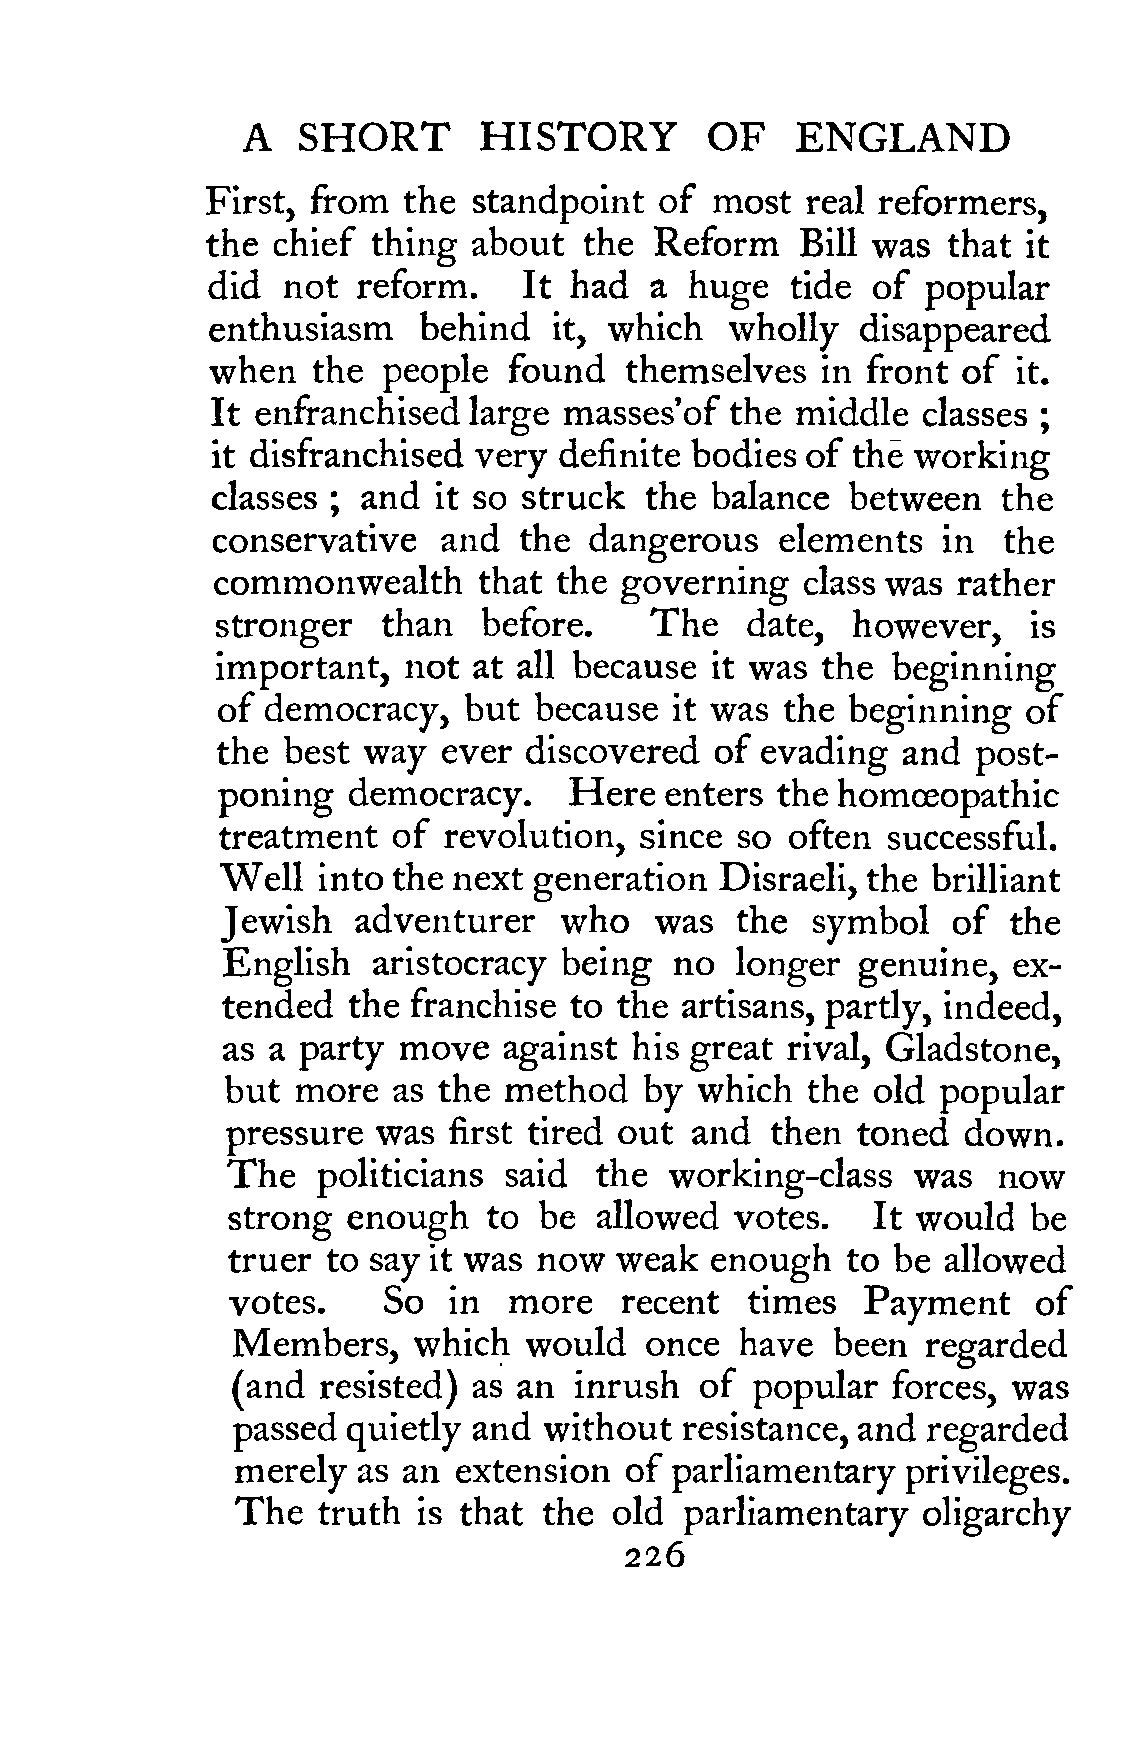 A SHORT HISTORY OF ENGLAND
First, from the standpoint of most real reformers,
the chief thing about the Reform Bill was that it
did not reform. It had a huge tide of popular
enthusiasm behind it, which wholly disappeared
when the people found themselves in front of it.
It enfranchised large masses'of the middle classes ;
it disfranchised very definite bodies of the working
classes ; and it so struck the balance between the
conservative and the dangerous elements in the
commonwealth that the governing class was rather
stronger than before. The date, however, is
important, not at all because it was the beginning
of democracy, but because it was the beginning of
the best way ever discovered of evading and post-
poning democracy. Here enters the homœopathic
treatment of revolution, since so often successful.
Well into the next generation Disraeli, the brilliant
Jewish adventurer who was the symbol of the
English aristocracy being no longer genuine, ex-
tended the franchise to the artisans, partly, indeed,
as a party move against his great rival, Gladstone,
but more as the method by which the old popular
pressure was first tired out and then toned down.
The politicians said the working-class was now
strong enough to be allowed votes. It would be
truer to say it was now weak enough to be allowed
votes. So in more recent times Payment of
Members, which would once have been regarded
(and resisted) as an inrush of popular forces, was
passed quietly and without resistance, and regarded
merely as an extension of parliamentary privileges.
The truth is that the old parliamentary oligarchy
226